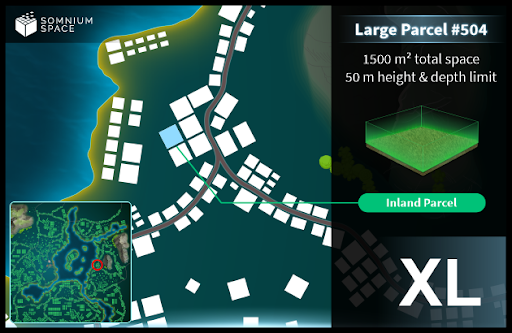 SOMNIUM
SPACE
Large Parcel #504
1500 m² total space
50 m height & depth limit
Inland Parcel
XL